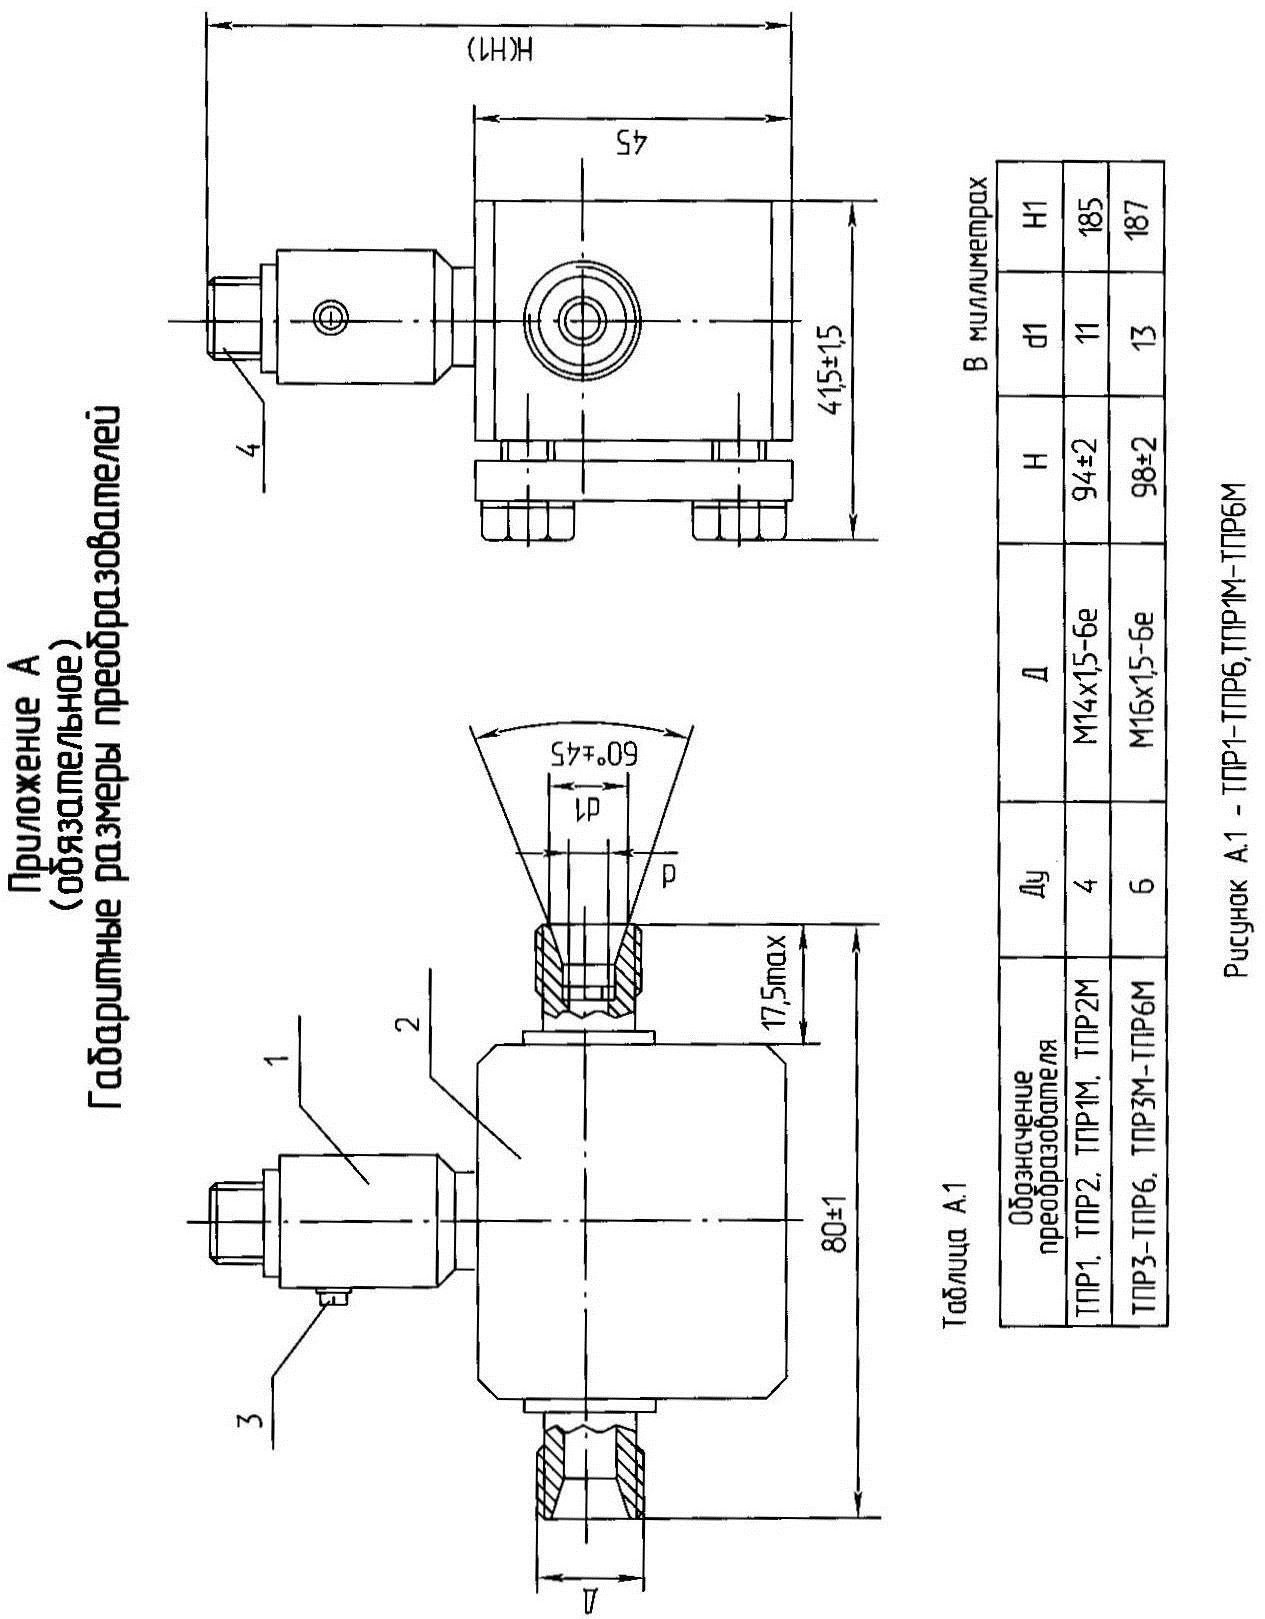 Приложение А
(обязательное)
Габаритные размеры преобразователей
1
2
3
4
Д
80±1
17,5max
d
d1
60°±45
41,5±1,5
45
H(H1)
Таблица А.1
В миллиметрах
Обозначение преобразователя Ду Д H d1 H1
ТПР1, ТПР2, ТПР1М, ТПР2М 4 М14х1,5-6е 94±2 11 185
ТПР3-ТПР6, ТПР3М-ТПР6М 6 М16х1,5-6е 98±2 13 187
Рисунок А.1 - ТПР1-ТПР6,ТПР1М-ТПР6М